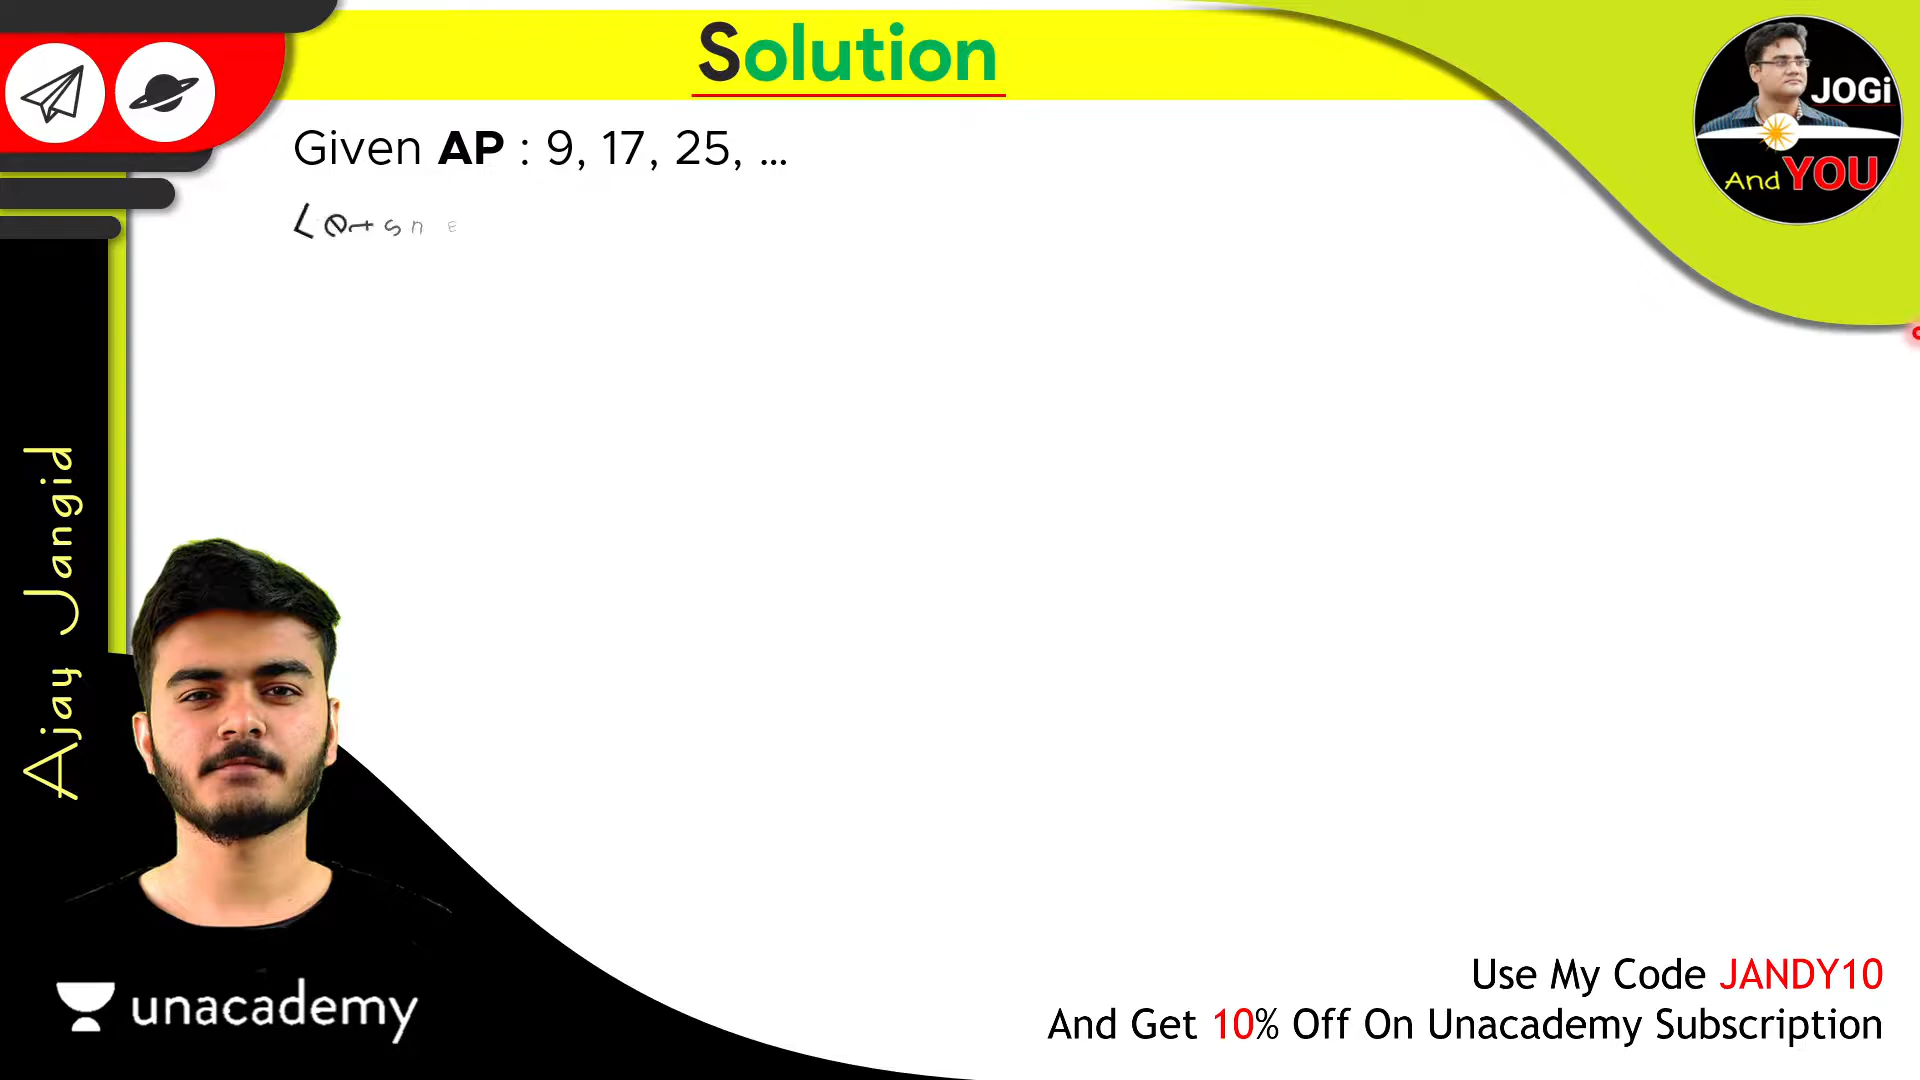 Solution
JOGi
And YOU
Given AP : 9, 17, 25, ...
Ajay Jangid
unacademy
Use My Code JANDY10
And Get 10% Off On Unacademy Subscription